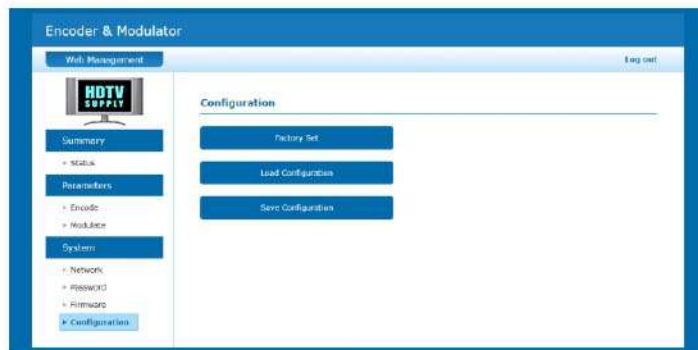 Encoder & Modulator
Web Management
Log out
HDTV
SUPPLY
Configuration
Factory Set
Load Configuration
Save Configuration
Summary
Status
Parameters
Encode
Modulate
System
Network
Password
Firmware
Configuration